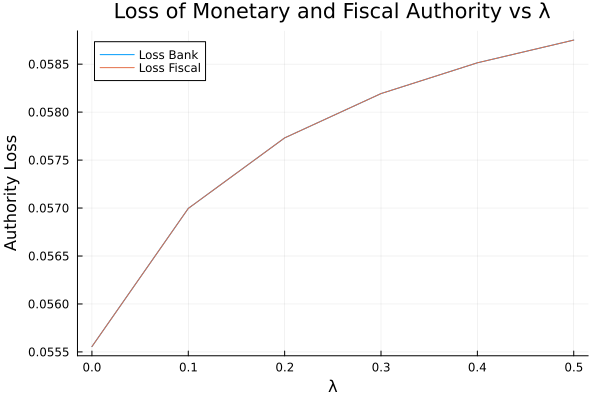 Loss of Monetary and Fiscal Authority vs λ
Loss Bank
Loss Fiscal
Authority Loss
0.0585
0.0580
0.0575
0.0570
0.0565
0.0560
0.0555
0.0 0.1 0.2 0.3 0.4 0.5
λ